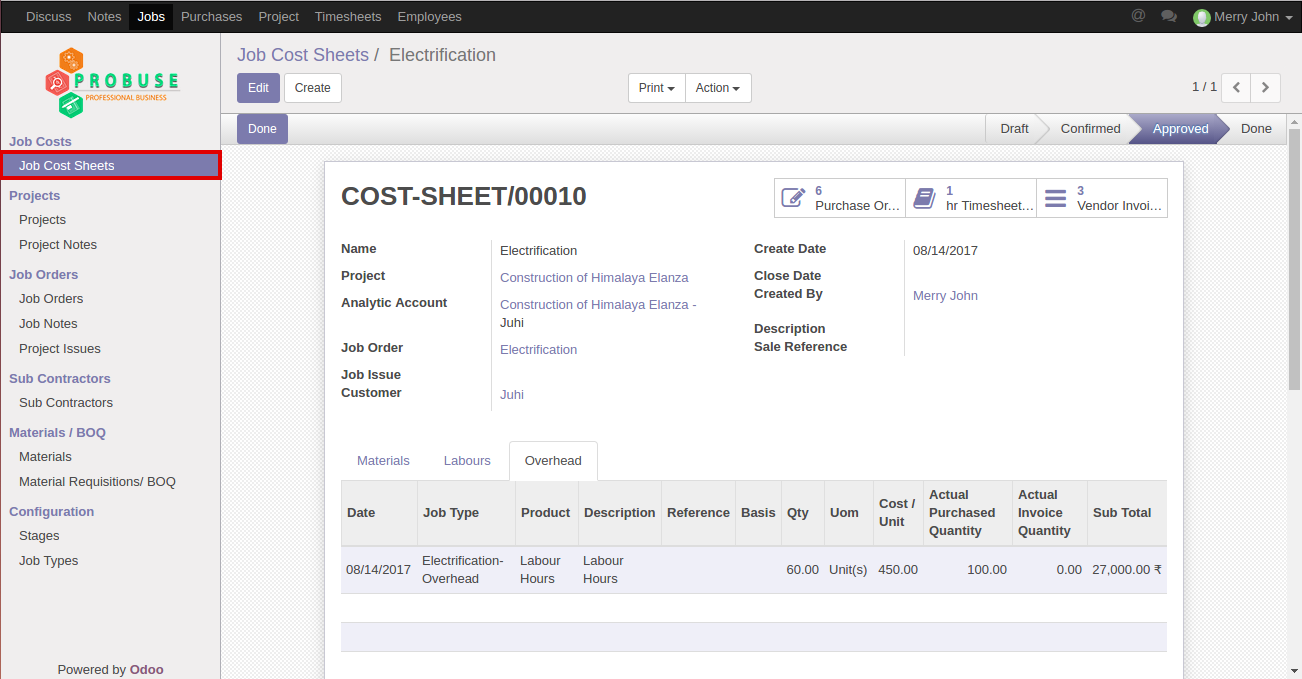 Discuss Notes Jobs Purchases Project Timesheets Employees @ Merry John
PROBUSE
PROFESSIONAL BUSINESS
Job Costs
Job Cost Sheets
Projects
Projects
Project Notes
Job Orders
Job Orders
Job Notes
Project Issues
Sub Contractors
Sub Contractors
Materials / BOQ
Materials
Material Requisitions/ BOQ
Configuration
Stages
Job Types
Powered by Odoo
Job Cost Sheets / Electrification
Edit Create Print Action 1 / 1
Done Draft Confirmed Approved Done
COST-SHEET/00010
6
Purchase Or...
1
hr Timesheet...
3
Vendor Invoi...
Name Electrification
Project Construction of Himalaya Elanza
Analytic Account Construction of Himalaya Elanza -
Juhi
Job Order Electrification
Job Issue
Customer Juhi
Create Date 08/14/2017
Close Date
Created By Merry John
Description
Sale Reference
Materials Labours Overhead
Date Job Type Product Description Reference Basis Qty Uom Cost / Unit Actual Purchased Quantity Actual Invoice Quantity Sub Total
08/14/2017 Electrification-Overhead Labour Hours Labour Hours 60.00 Unit(s) 450.00 100.00 0.00 27,000.00 ₹